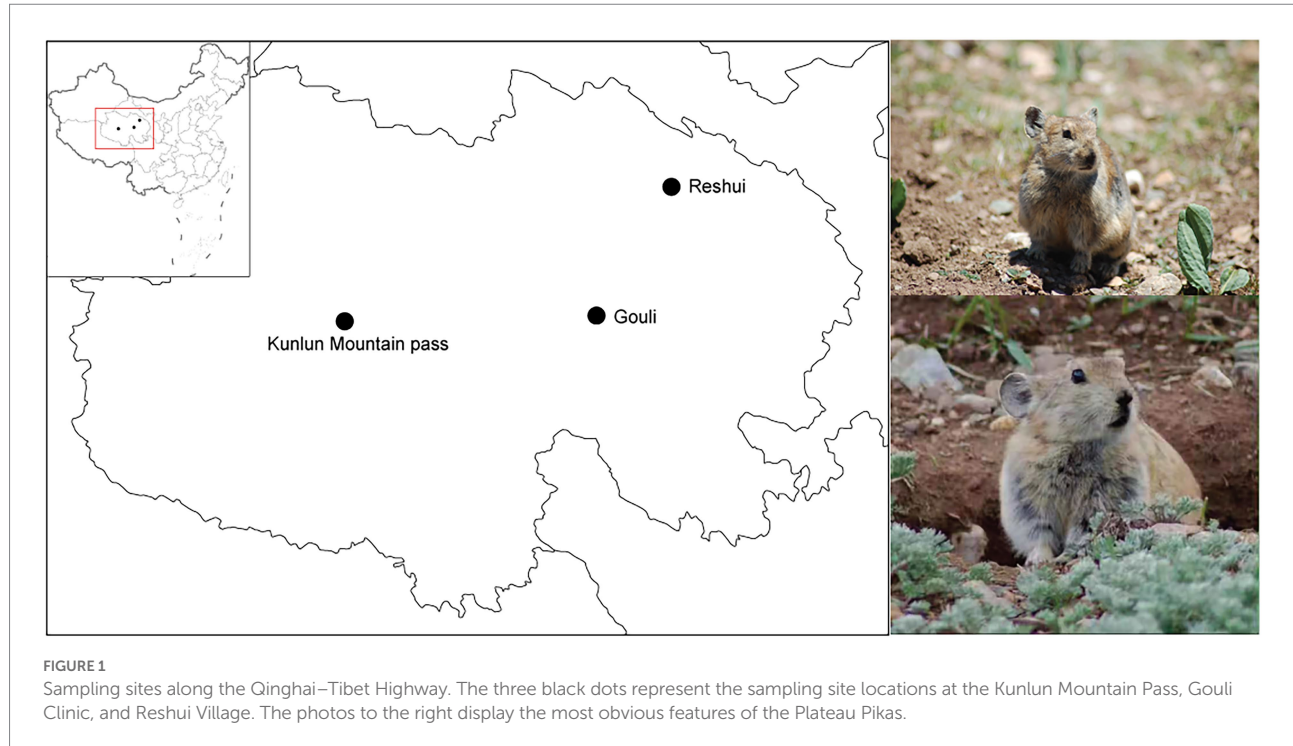 Reshui
Gouli
Kunlun Mountain pass
FIGURE 1
Sampling sites along the Qinghai–Tibet Highway. The three black dots represent the sampling site locations at the Kunlun Mountain Pass, Gouli
Clinic, and Reshui Village. The photos to the right display the most obvious features of the Plateau Pikas.